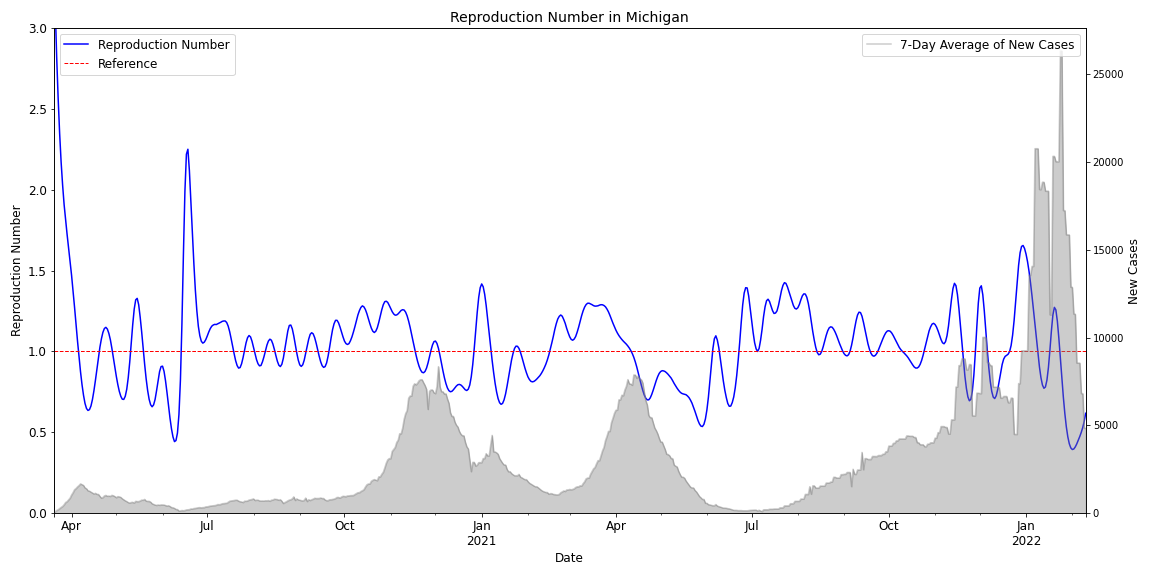 Reproduction Number in Michigan
Reproduction Number
Reference
7-Day Average of New Cases
3.0
2.5
2.0
1.5
1.0
0.5
0.0
Reproduction Number
25000
20000
15000
10000
5000
0
New Cases
Apr
Jul
Oct
Jan
2021
Apr
Jul
Oct
Jan
2022
Date